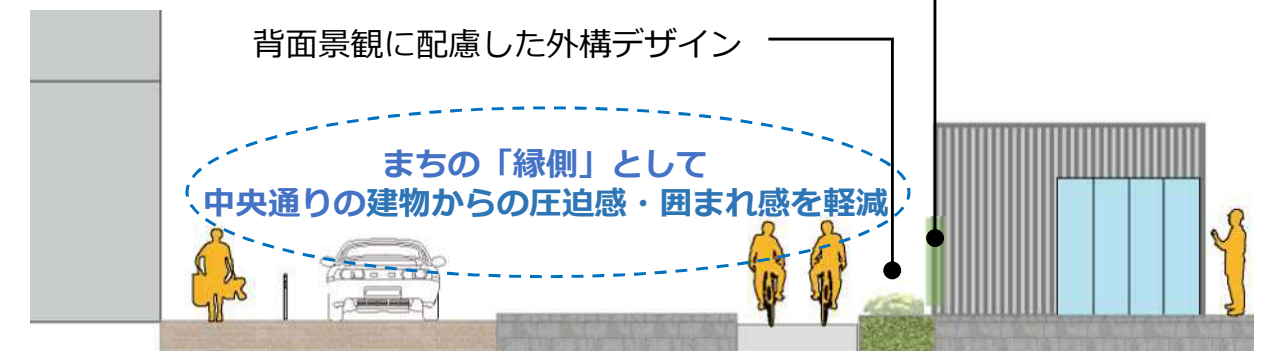 背面景観に配慮した外構デザイン
まちの「縁側」として
中央通りの建物からの圧迫感・囲まれ感を軽減